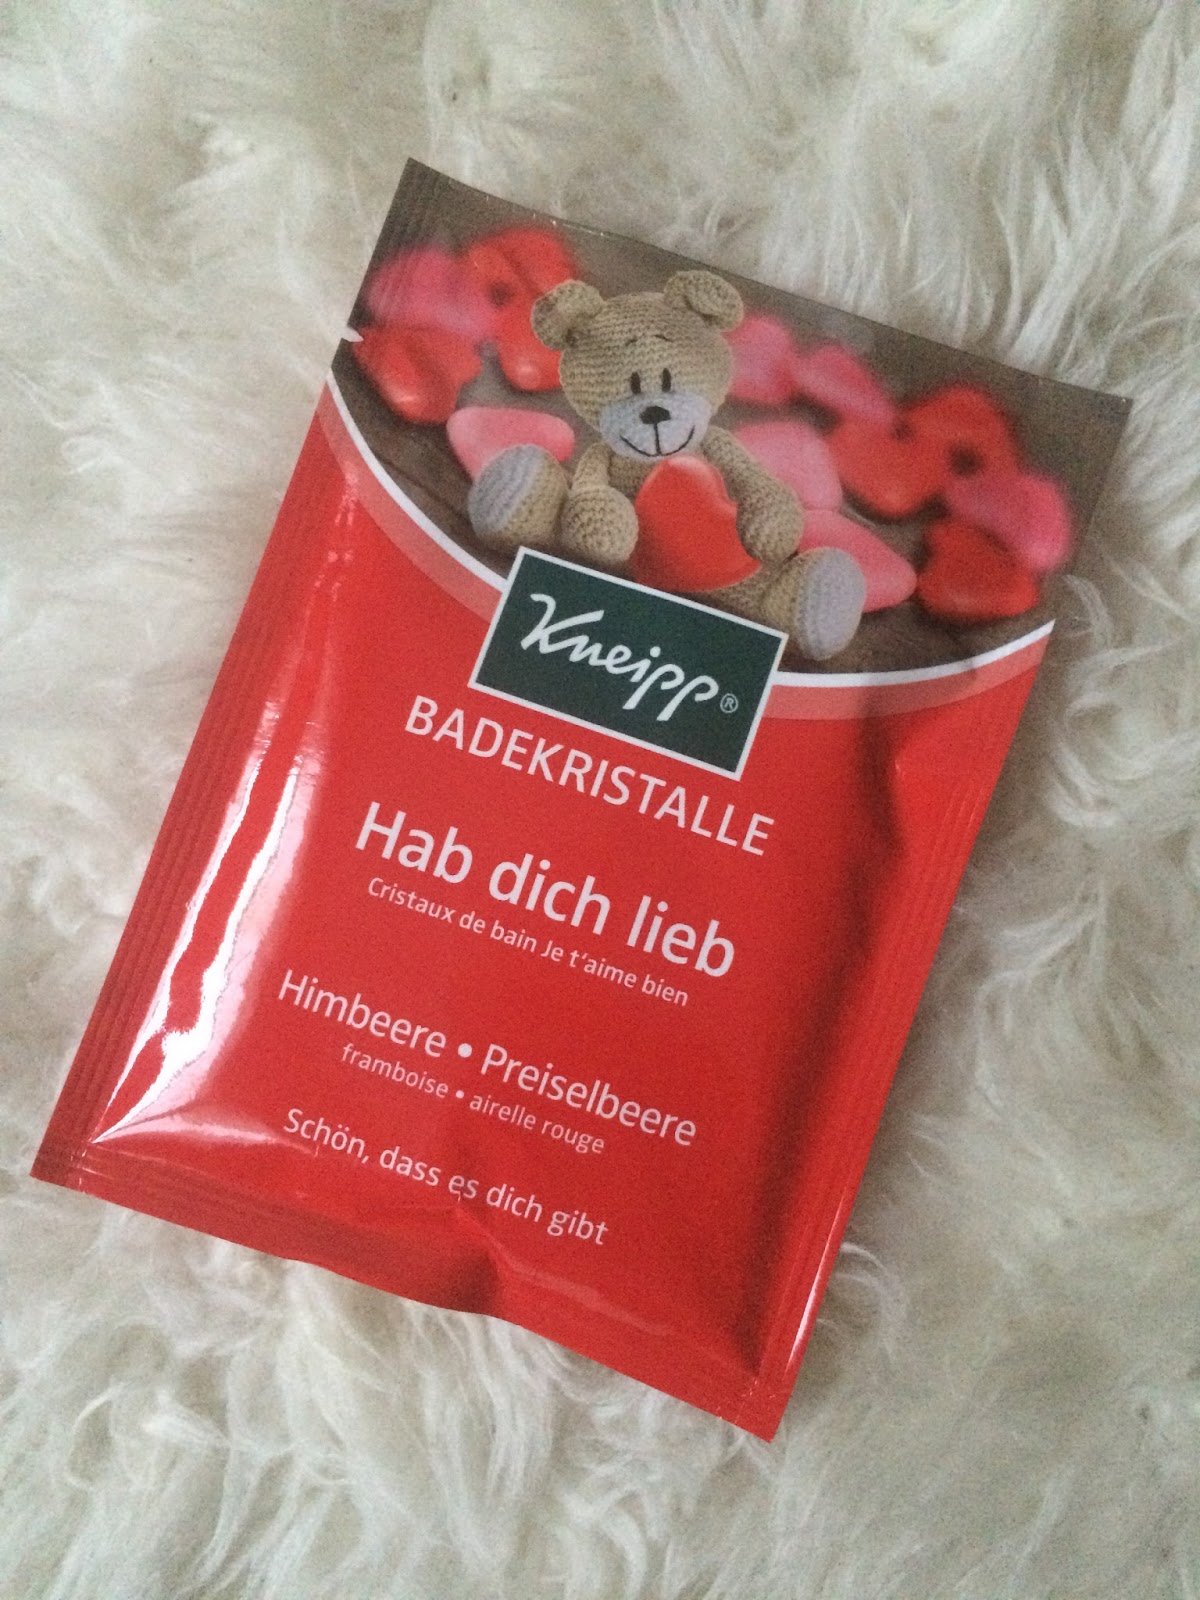 Kneipp®
BADEKRISTALLE
Hab dich lieb
Cristaux de bain Je t'aime bien
Himbeere • Preiselbeere
framboise • airelle rouge
Schön, dass es dich gibt